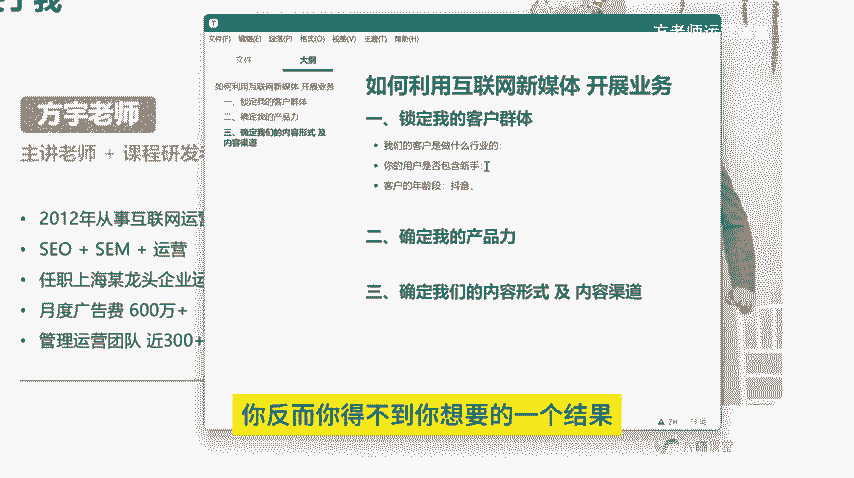 方老师运
文件(F) 编辑(E) 段落(P) 格式(O) 视图(V) 主题(T) 帮助(H)
文件 大纲
如何利用互联网新媒体 开展业务
一、锁定我的客户群体
二、确定我的产品力
三、确定我们的内容形式 及
内容渠道
如何利用互联网新媒体 开展业务
一、锁定我的客户群体
• 我们的客户是做什么行业的:
• 你的用户是否包含新手:
• 客户的年龄段：抖音、
二、确定我的产品力
三、确定我们的内容形式 及 内容渠道
方宇老师
主讲老师 + 课程研发
• 2012年从事互联网运营
• SEO + SEM + 运营
• 任职上海某龙头企业运
• 月度广告费 600万+
• 管理运营团队 近300+
你反而你得不到你想要的一个结果